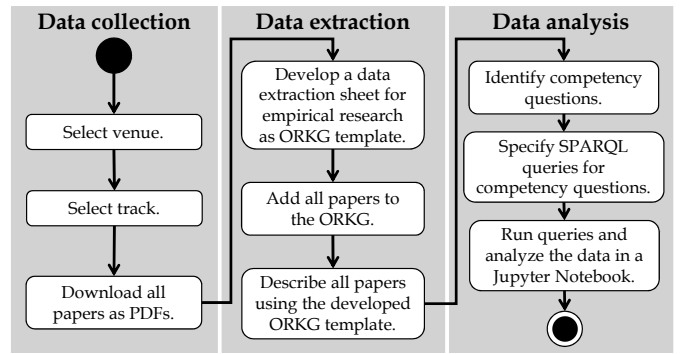 Data collection
Select venue.
Select track.
Download all
papers as PDFs.
Data extraction
Develop a data
extraction sheet for
empirical research
as ORKG template.
Add all papers to
the ORKG.
Describe all papers
using the developed
ORKG template.
Data analysis
Identify competency
questions.
Specify SPARQL
queries for
competency questions.
Run queries and
analyze the data in a
Jupyter Notebook.